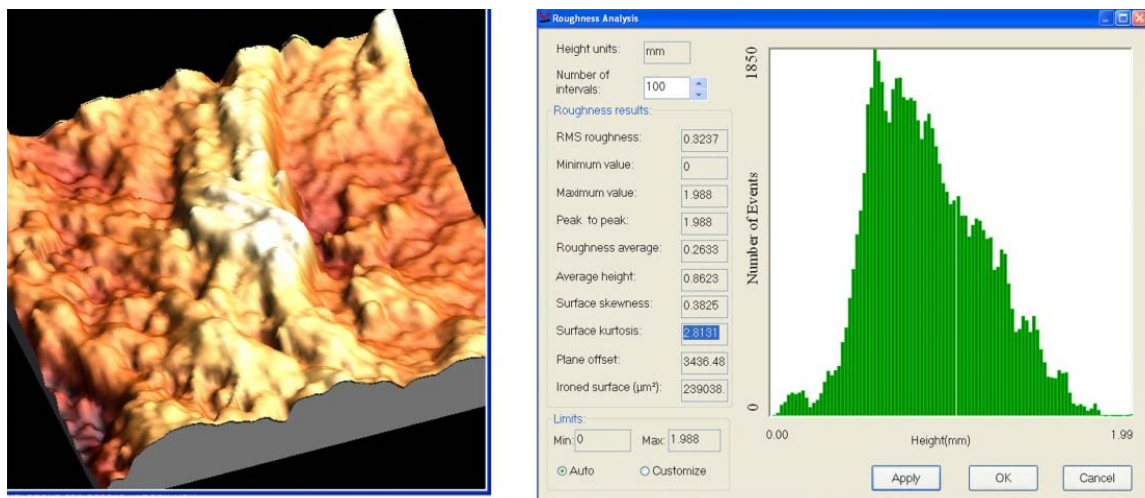 Roughness Analysis
Height units: mm
Number of intervals: 100
Roughness results:
RMS roughness: 0.3237
Minimum value: 0
Maximum value: 1.988
Peak to peak: 1.988
Roughness average: 0.2633
Average height: 0.8623
Surface skewness: 0.3825
Surface kurtosis: 2.8131
Plane offset: 3436.48
Ironed surface (µm²): 239038.
Limits:
Min: 0 Max: 1.988
Auto Customize
1850
Number of Events
0
0.00 1.99
Height(mm)
Apply OK Cancel